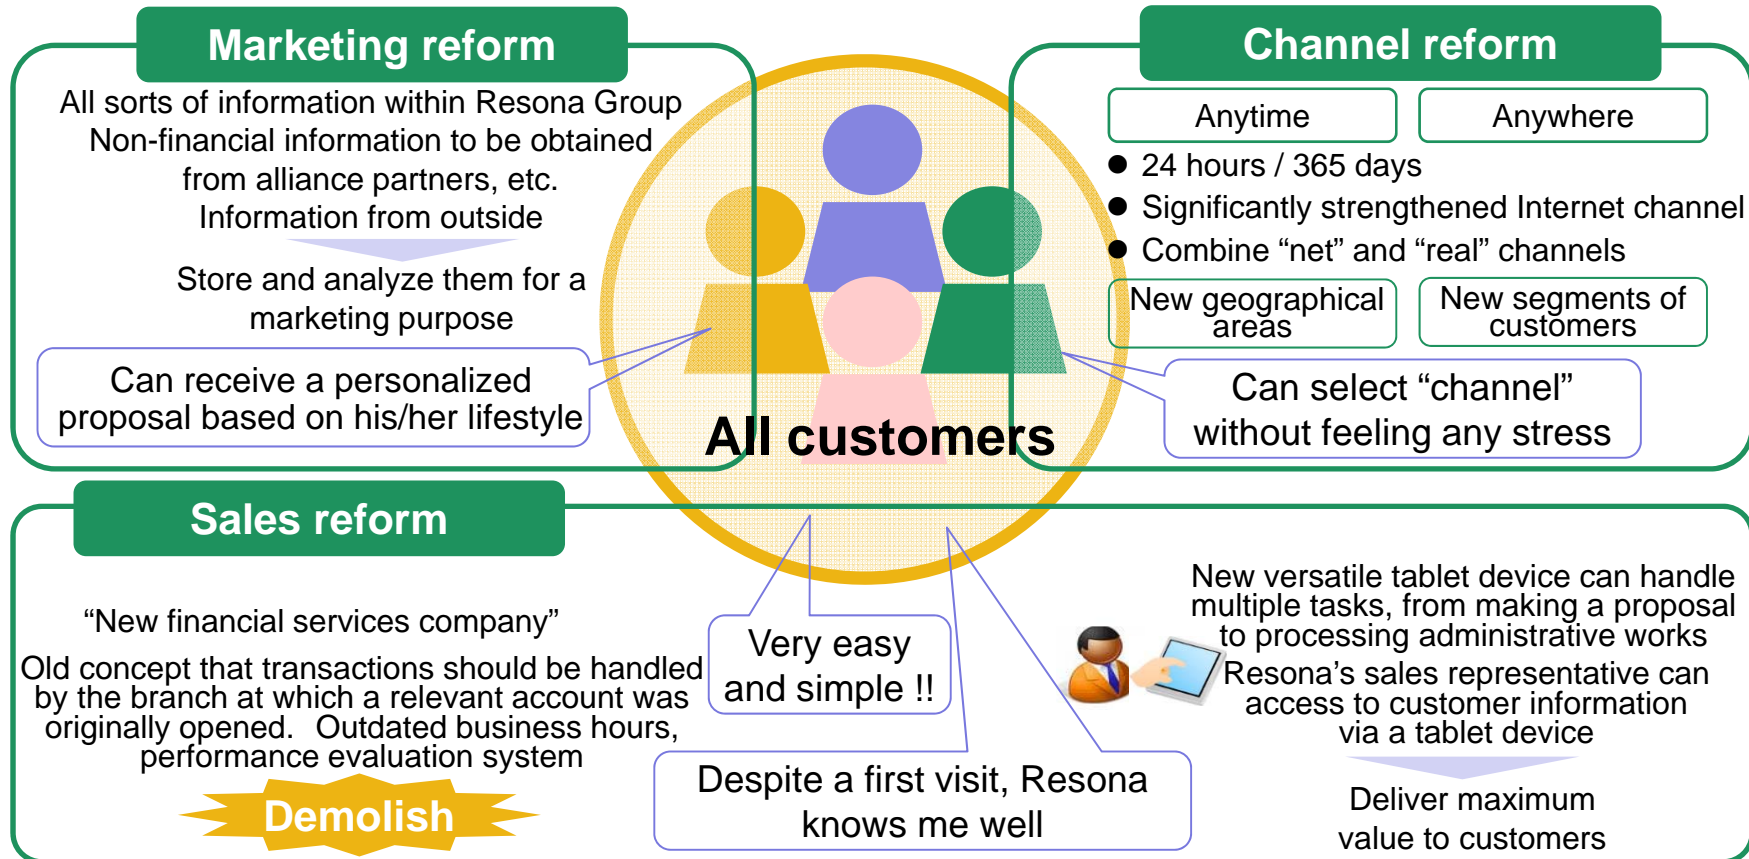 Marketing reform
All sorts of information within Resona Group
Non-financial information to be obtained
from alliance partners, etc.
Information from outside
Store and analyze them for a
marketing purpose
Can receive a personalized
proposal based on his/her lifestyle
All customers
Channel reform
Anytime
Anywhere
● 24 hours / 365 days
● Significantly strengthened Internet channel
● Combine “net” and “real” channels
New geographical
areas
New segments of
customers
Can select “channel”
without feeling any stress
Sales reform
“New financial services company”
Old concept that transactions should be handled
by the branch at which a relevant account was
originally opened. Outdated business hours,
performance evaluation system
Demolish
Very easy
and simple !!
Despite a first visit, Resona
knows me well
New versatile tablet device can handle
multiple tasks, from making a proposal
to processing administrative works
Resona’s sales representative can
access to customer information
via a tablet device
Deliver maximum
value to customers